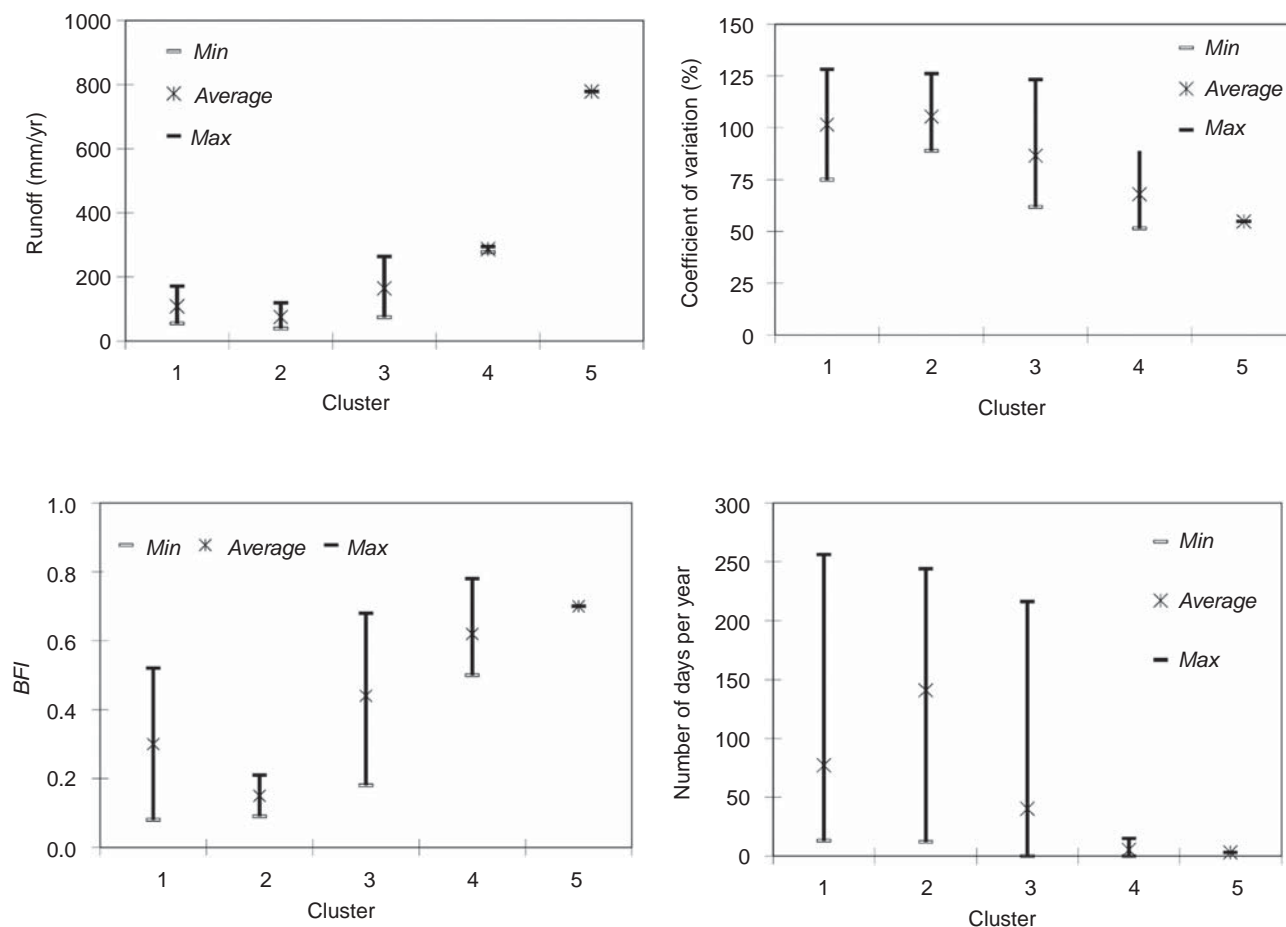 Runoff (mm/yr)
1000
800
600
400
200
0
Min
Average
Max
1 2 3 4 5
Cluster
Coefficient of variation (%)
150
125
100
75
50
25
0
Min
Average
Max
1 2 3 4 5
Cluster
BFI
1.0
0.8
0.6
0.4
0.2
0.0
Min Average Max
1 2 3 4 5
Cluster
Number of days per year
300
250
200
150
100
50
0
Min
Average
Max
1 2 3 4 5
Cluster